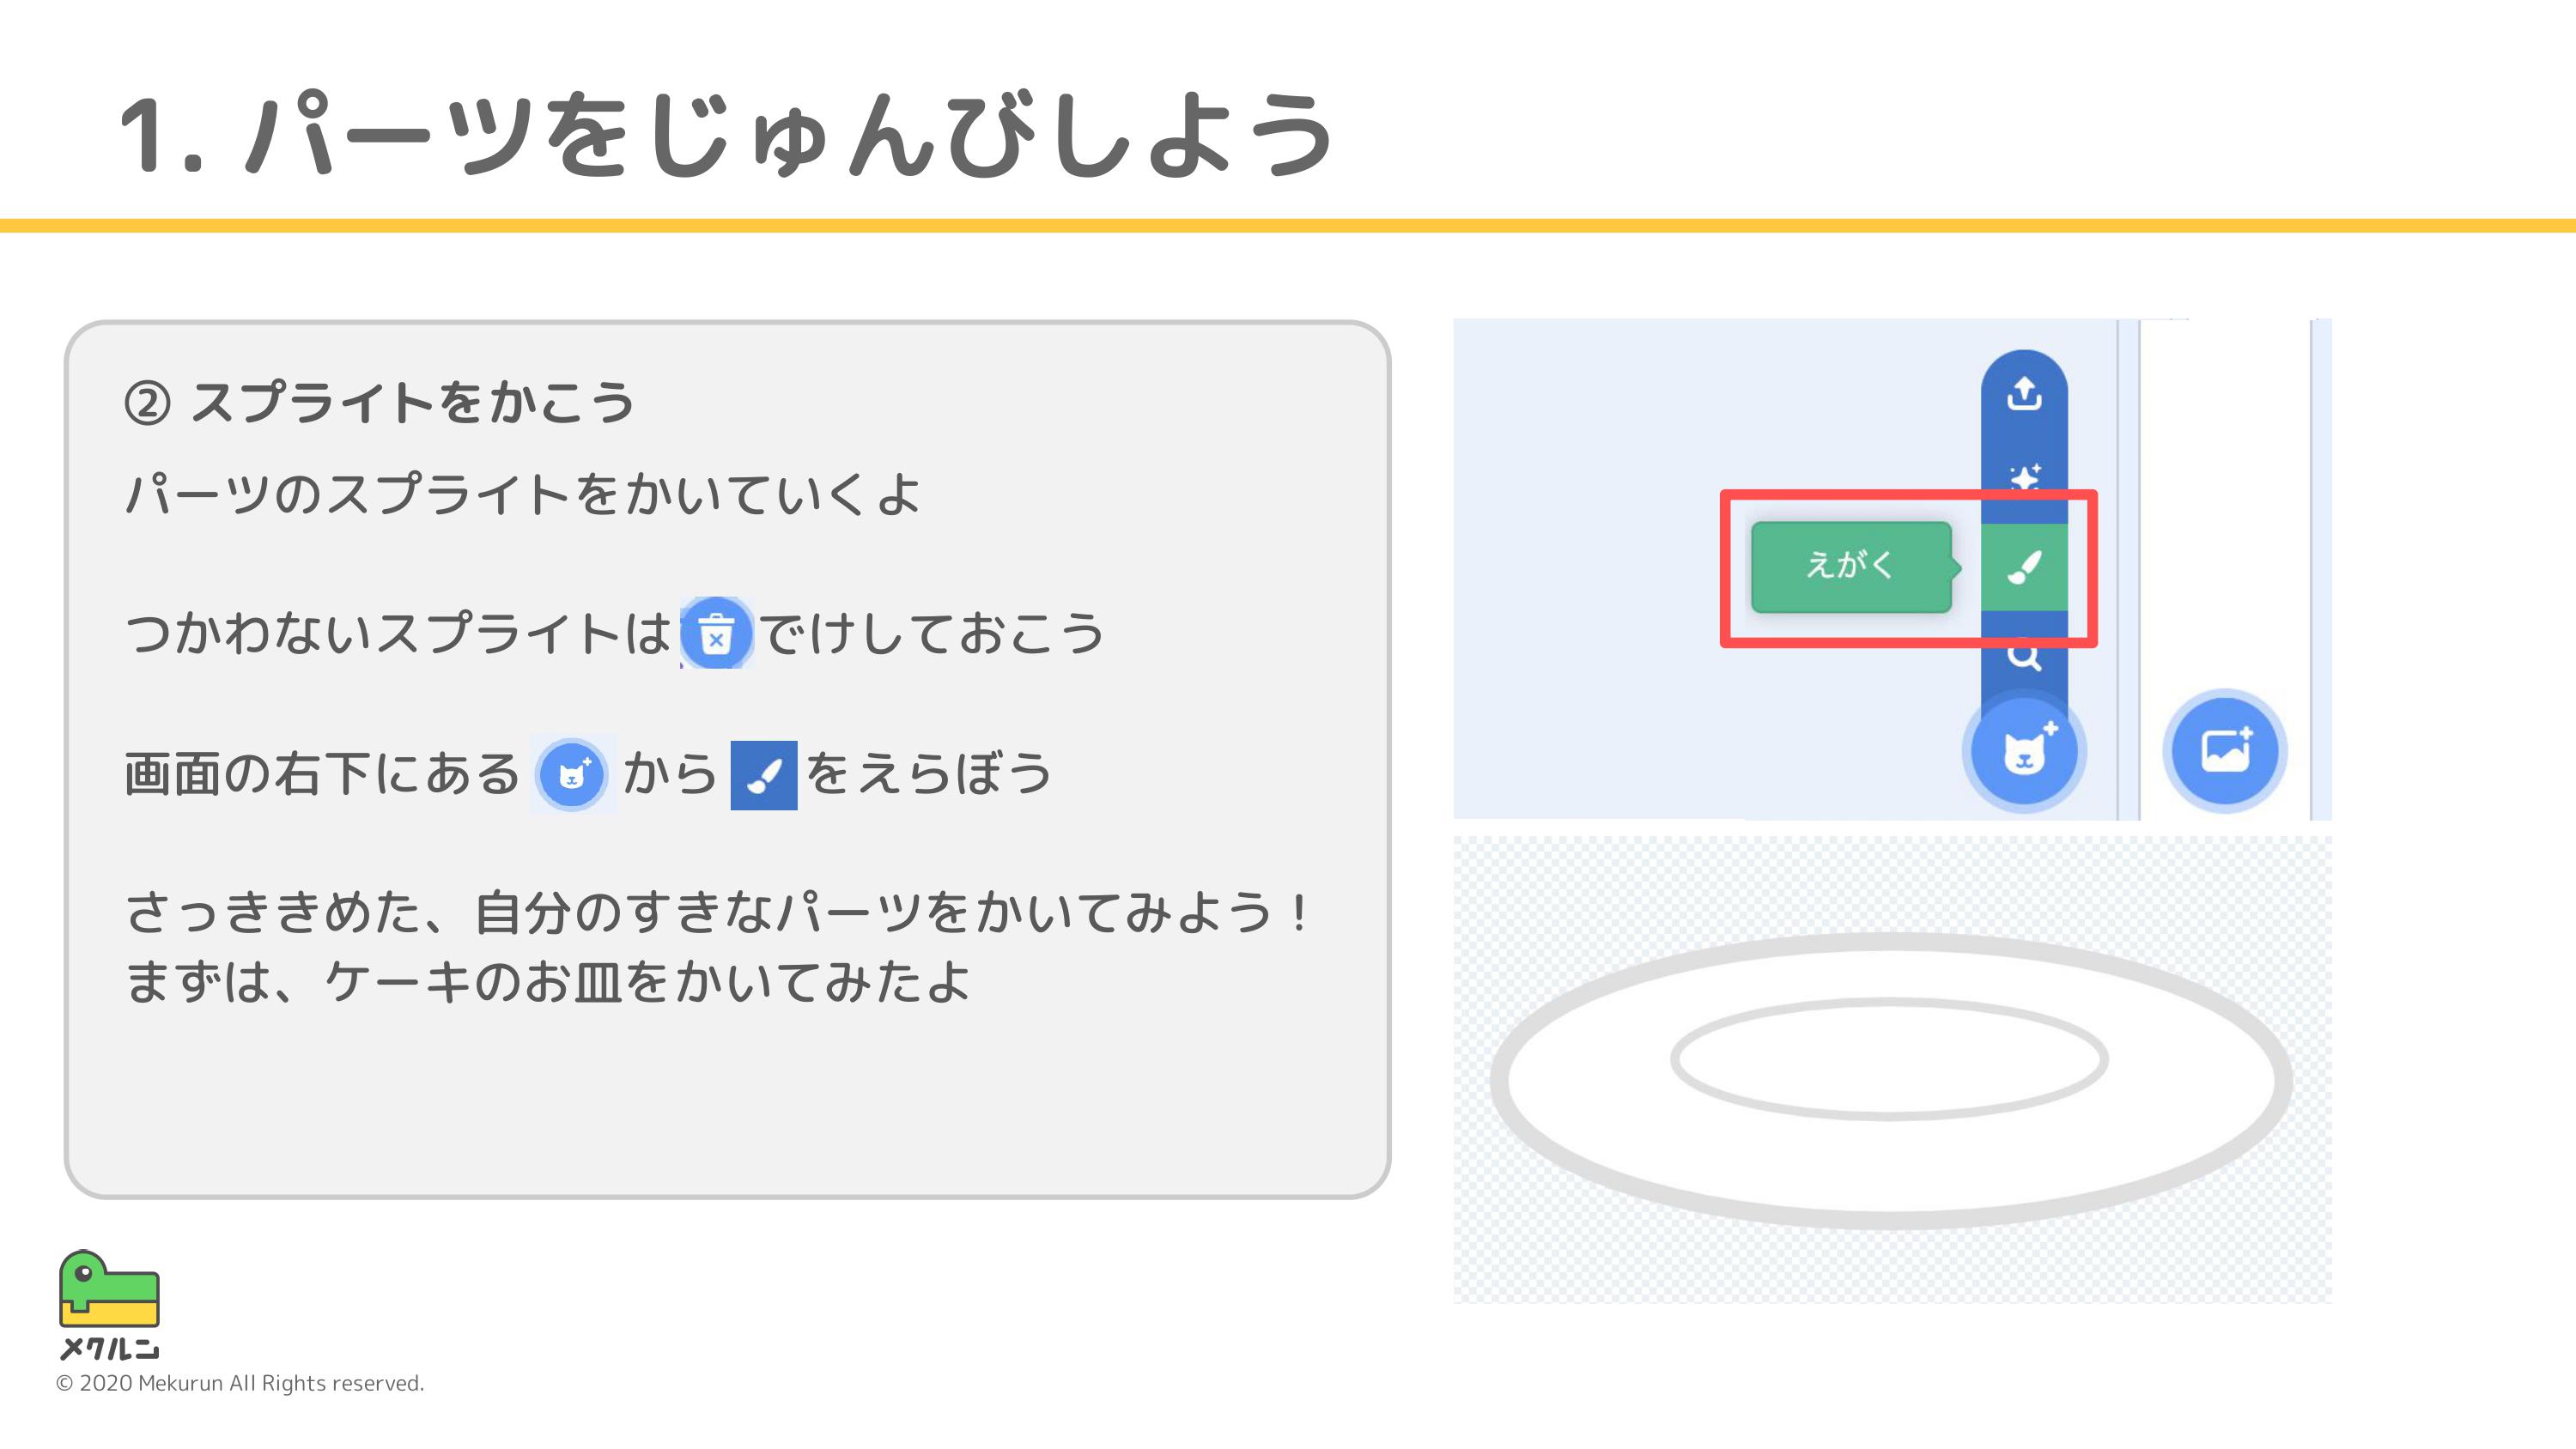 1. パーツをじゅんびしよう
② スプライトをかこう
パーツのスプライトをかいていくよ
つかわないスプライトは でけしておこう
画面の右下にある から をえらぼう
さっききめた、自分のすきなパーツをかいてみよう！
まずは、ケーキのお皿をかいてみたよ
えがく
メクルン
© 2020 Mekurun All Rights reserved.